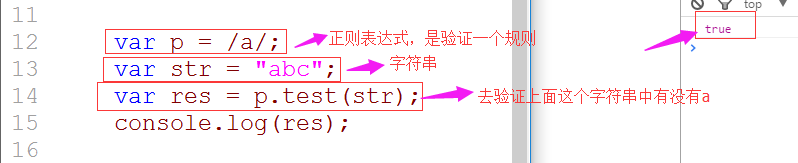 11
12 var p = /a/; 正则表达式，是验证一个规则
13 var str = "abc"; 字符串
14 var res = p.test(str); 去验证上面这个字符串中有没有a
15 console.log(res);
16
top
true